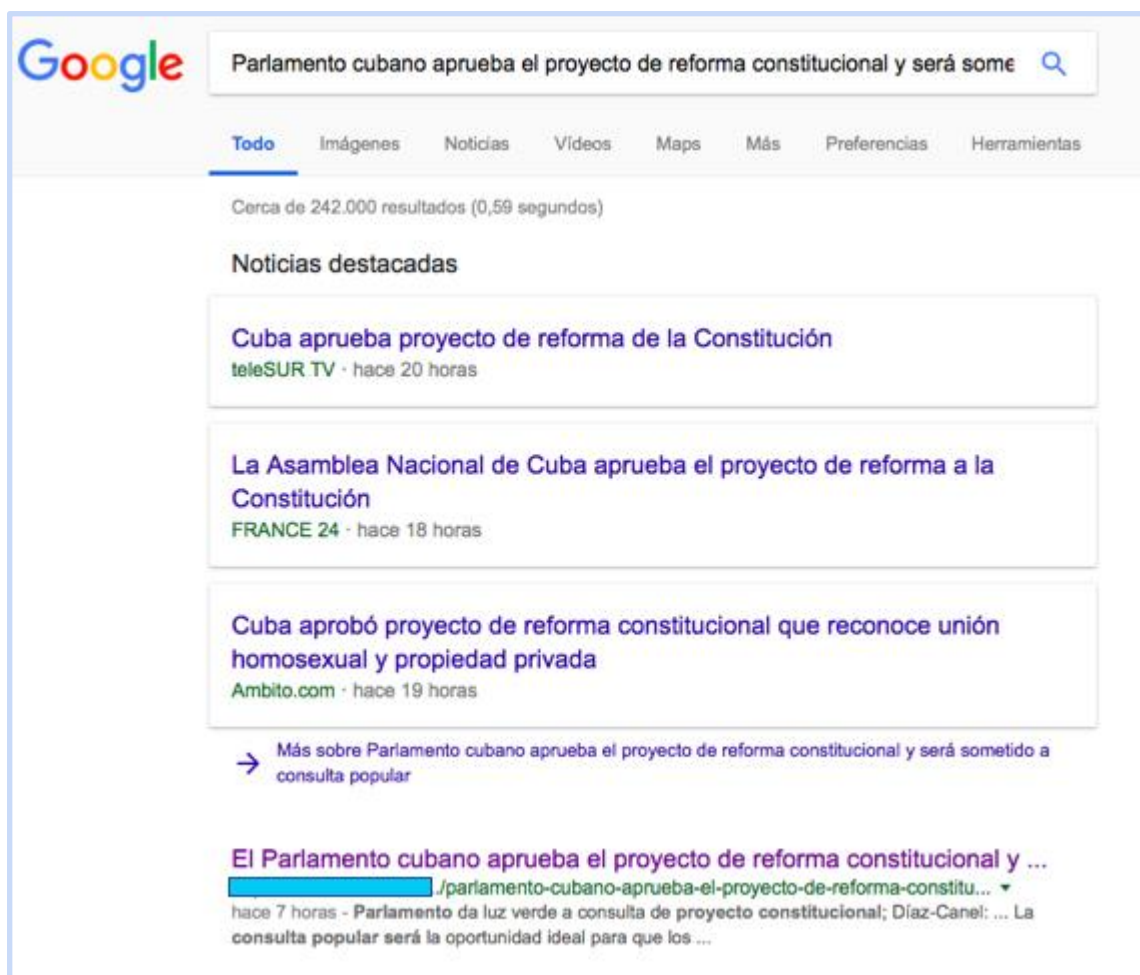 Google
Parlamento cubano aprueba el proyecto de reforma constitucional y será some
Todo Imágenes Noticias Vídeos Maps Más Preferencias Herramientas
Cerca de 242.000 resultados (0,59 segundos)
Noticias destacadas
Cuba aprueba proyecto de reforma de la Constitución
teleSUR TV · hace 20 horas
La Asamblea Nacional de Cuba aprueba el proyecto de reforma a la
Constitución
FRANCE 24 · hace 18 horas
Cuba aprobó proyecto de reforma constitucional que reconoce unión
homosexual y propiedad privada
Ambito.com · hace 19 horas
Más sobre Parlamento cubano aprueba el proyecto de reforma constitucional y será sometido a
consulta popular
El Parlamento cubano aprueba el proyecto de reforma constitucional y ...
./parlamento-cubano-aprueba-el-proyecto-de-reforma-constitu...
hace 7 horas - Parlamento da luz verde a consulta de proyecto constitucional; Díaz-Canel: ... La
consulta popular será la oportunidad ideal para que los ...